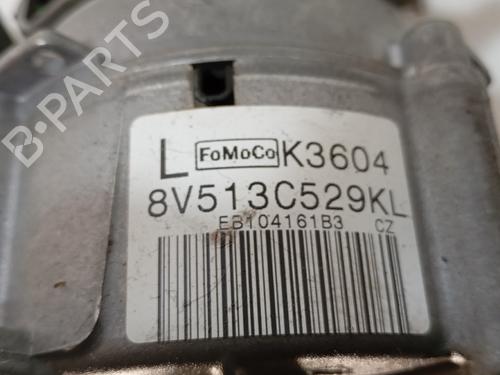 B-PARTS
L FoMoCo K3604
8V513C529KL
EB104161B3 CZ